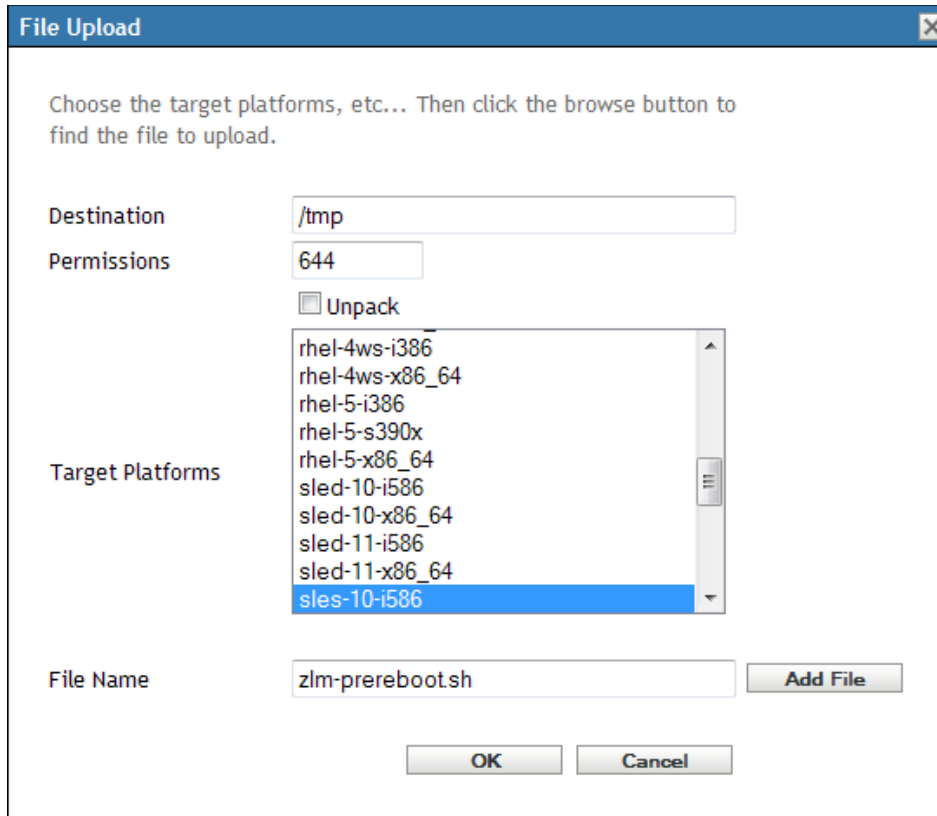 File Upload
Choose the target platforms, etc... Then click the browse button to
find the file to upload.
Destination
/tmp
Permissions
644
Unpack
Target Platforms
rhel-4ws-i386
rhel-4ws-x86_64
rhel-5-i386
rhel-5-s390x
rhel-5-x86_64
sled-10-i586
sled-10-x86_64
sled-11-i586
sled-11-x86_64
sles-10-i586
File Name
zlm-prereboot.sh
Add File
OK
Cancel